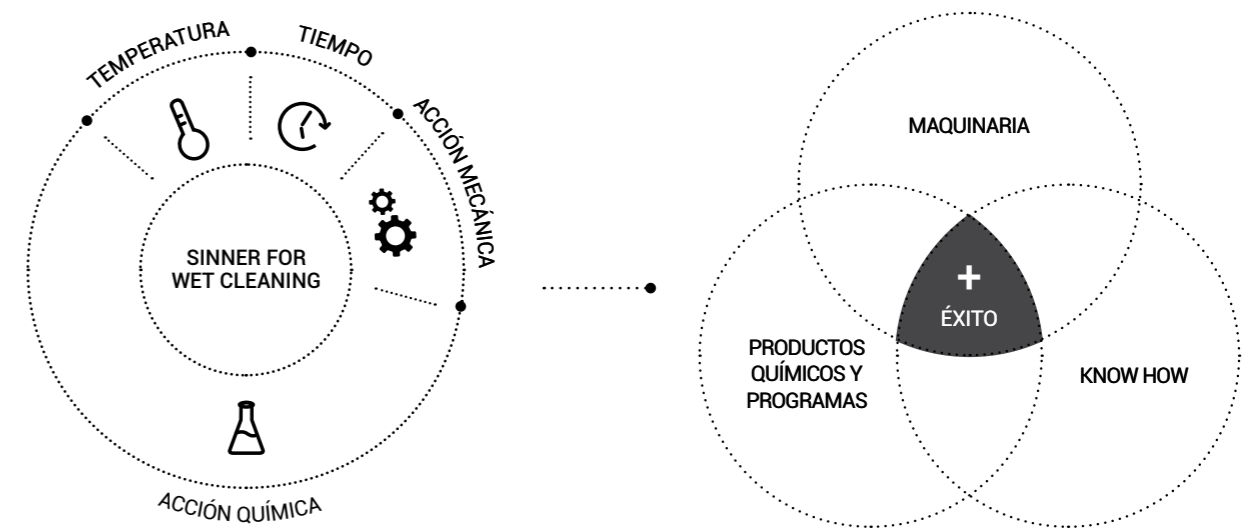 TEMPERATURA
TIEMPO
ACCIÓN MECÁNICA
SINNER FOR
WET CLEANING
ACCIÓN QUÍMICA
MAQUINARIA
+
ÉXITO
PRODUCTOS
QUÍMICOS Y
PROGRAMAS
KNOW HOW